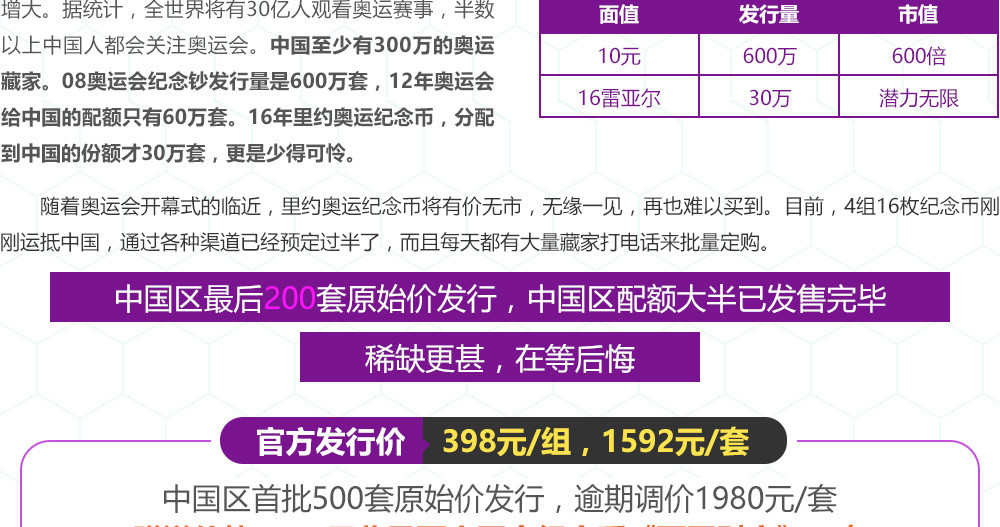 增大。据统计，全世界将有30亿人观看奥运赛事，半数
以上中国人都会关注奥运会。中国至少有300万的奥运
藏家。08奥运会纪念钞发行量是600万套，12年奥运会
给中国的配额只有60万套。16年里约奥运纪念币，分配
到中国的份额才30万套，更是少得可怜。
面值 发行量 市值
10元 600万 600倍
16雷亚尔 30万 潜力无限
随着奥运会开幕式的临近，里约奥运纪念币将有价无市，无缘一见，再也难以买到。目前，4组16枚纪念币刚
刚运抵中国，通过各种渠道已经预定过半了，而且每天都有大量藏家打电话来批量定购。
中国区最后200套原始价发行，中国区配额大半已发售完毕
稀缺更甚，在等后悔
官方发行价 398元/组，1592元/套
中国区首批500套原始价发行，逾期调价1980元/套